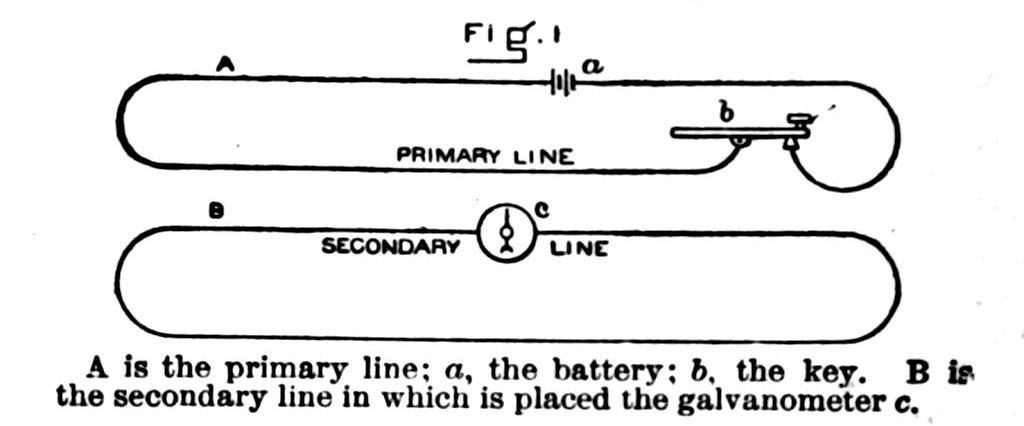 Fig. 1
A
a
b
PRIMARY LINE
B
C
SECONDARY LINE
A is the primary line; a, the battery; b, the key. B is
the secondary line in which is placed the galvanometer c.